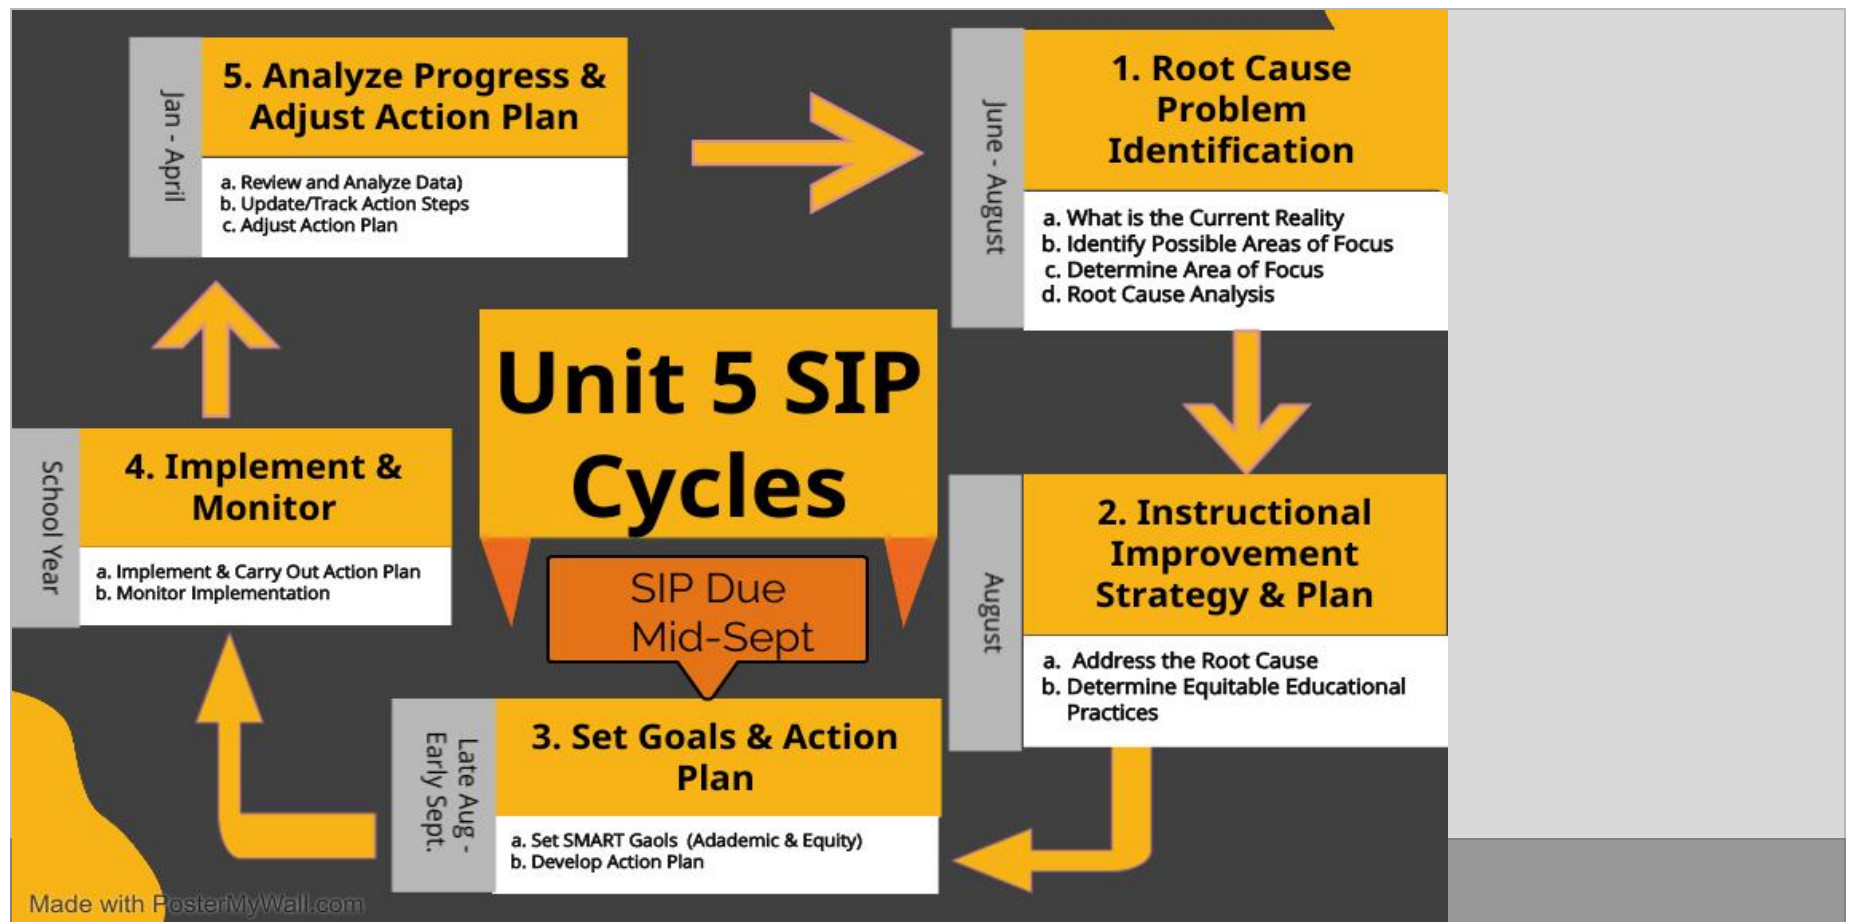 5. Analyze Progress &
Adjust Action Plan
Jan - April
a. Review and Analyze Data)
b. Update/Track Action Steps
c. Adjust Action Plan
1. Root Cause
Problem
Identification
June - August
a. What is the Current Reality
b. Identify Possible Areas of Focus
c. Determine Area of Focus
d. Root Cause Analysis
Unit 5 SIP
Cycles
SIP Due
Mid-Sept
4. Implement &
Monitor
School Year
a. Implement & Carry Out Action Plan
b. Monitor Implementation
2. Instructional
Improvement
Strategy & Plan
August
a. Address the Root Cause
b. Determine Equitable Educational
Practices
3. Set Goals & Action
Plan
Late Aug -
Early Sept.
a. Set SMART Gaols (Adademic & Equity)
b. Develop Action Plan
Made with PosterMyWall.com